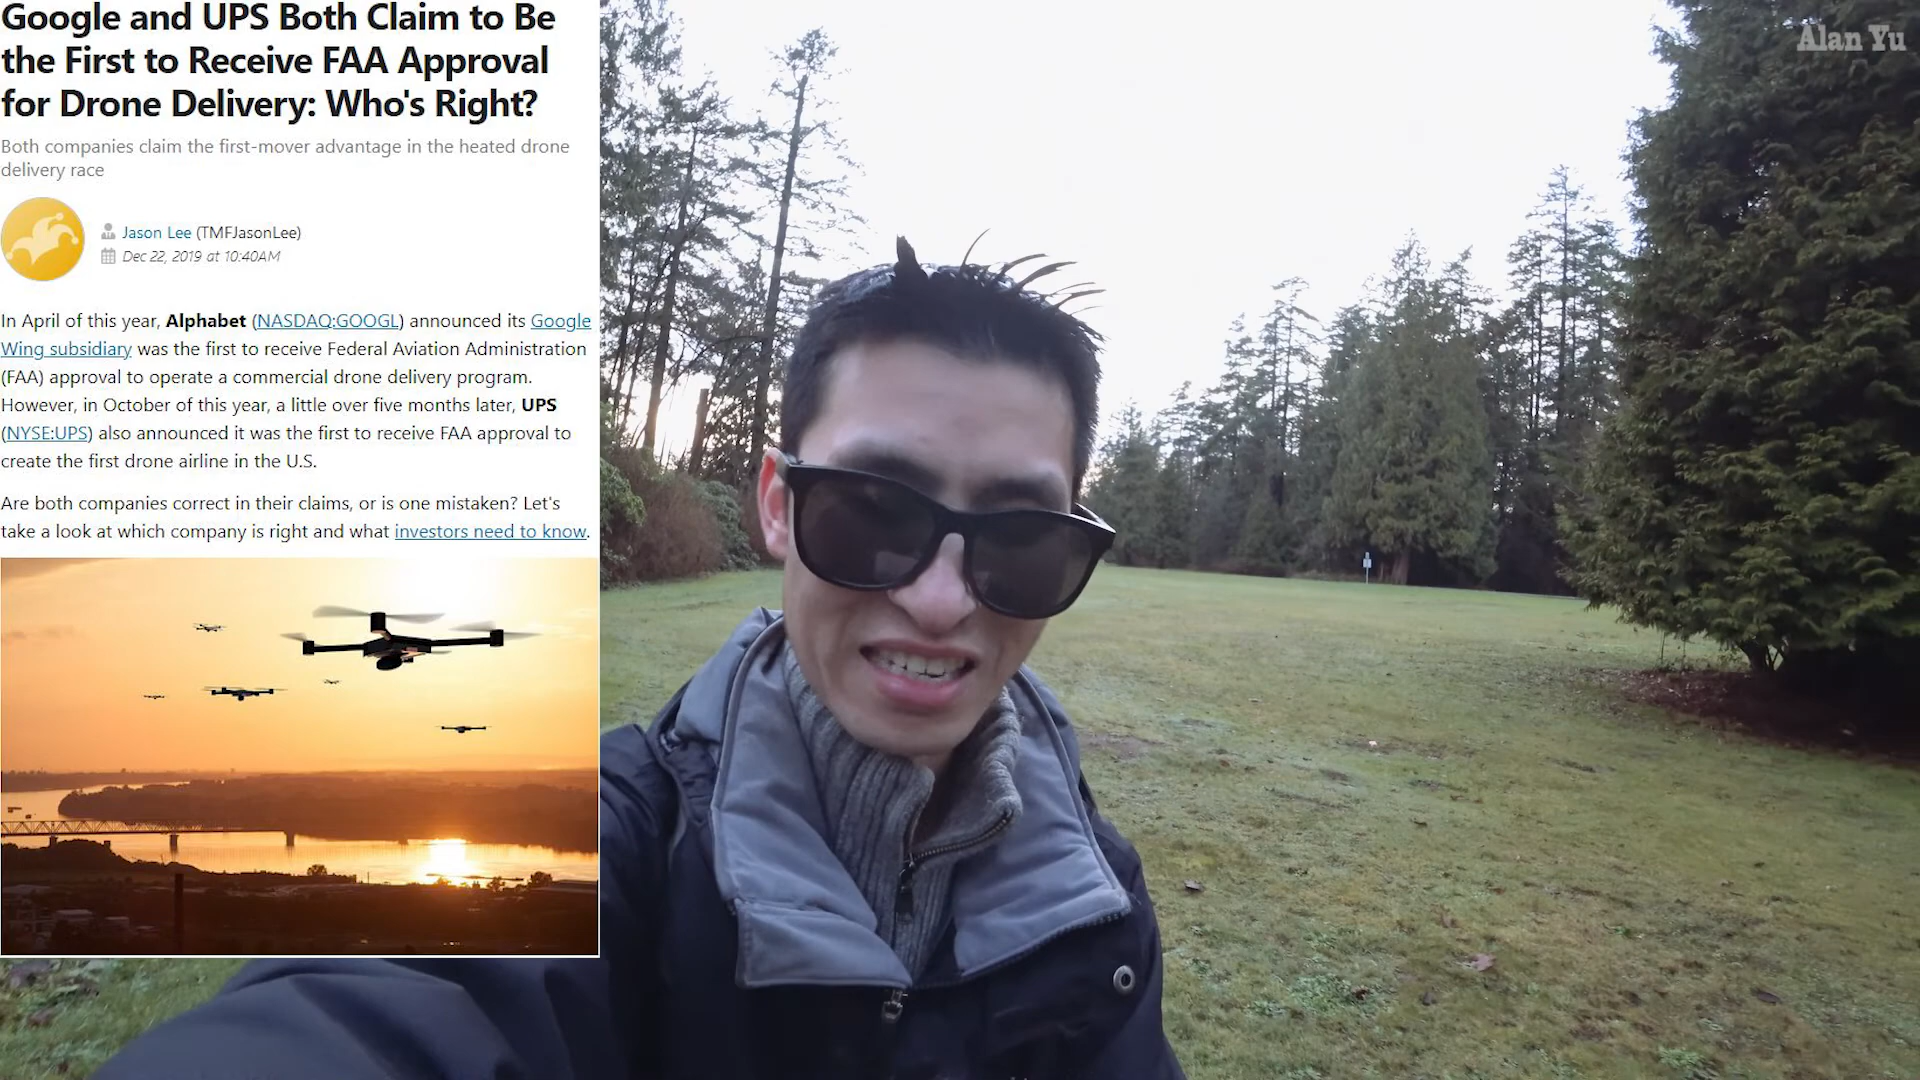 Google and UPS Both Claim to Be
the First to Receive FAA Approval
for Drone Delivery: Who's Right?
Both companies claim the first-mover advantage in the heated drone
delivery race
Jason Lee (TMFJasonLee)
Dec 22, 2019 at 10:40AM
In April of this year, Alphabet (NASDAQ:GOOGL) announced its Google
Wing subsidiary was the first to receive Federal Aviation Administration
(FAA) approval to operate a commercial drone delivery program.
However, in October of this year, a little over five months later, UPS
(NYSE:UPS) also announced it was the first to receive FAA approval to
create the first drone airline in the U.S.
Are both companies correct in their claims, or is one mistaken? Let's
take a look at which company is right and what investors need to know.
Alan Yu